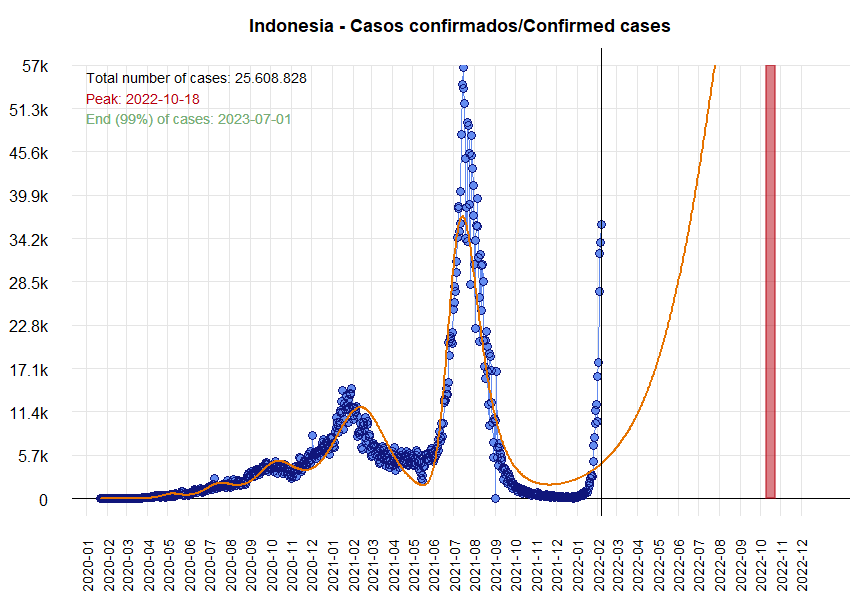 Indonesia - Casos confirmados/Confirmed cases
Total number of cases: 25.608.828
Peak: 2022-10-18
End (99%) of cases: 2023-07-01
57k
51.3k
45.6k
39.9k
34.2k
28.5k
22.8k
17.1k
11.4k
5.7k
0
2020-01
2020-02
2020-03
2020-04
2020-05
2020-06
2020-07
2020-08
2020-09
2020-10
2020-11
2020-12
2021-01
2021-02
2021-03
2021-04
2021-05
2021-06
2021-07
2021-08
2021-09
2021-10
2021-11
2021-12
2022-02
2022-03
2022-04
2022-05
2022-06
2022-07
2022-08
2022-09
2022-10
2022-11
2022-12